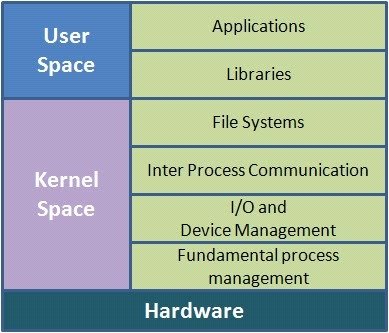 User
Space
Applications
Libraries
Kernel
Space
File Systems
Inter Process Communication
I/O and
Device Management
Fundamental process
management
Hardware